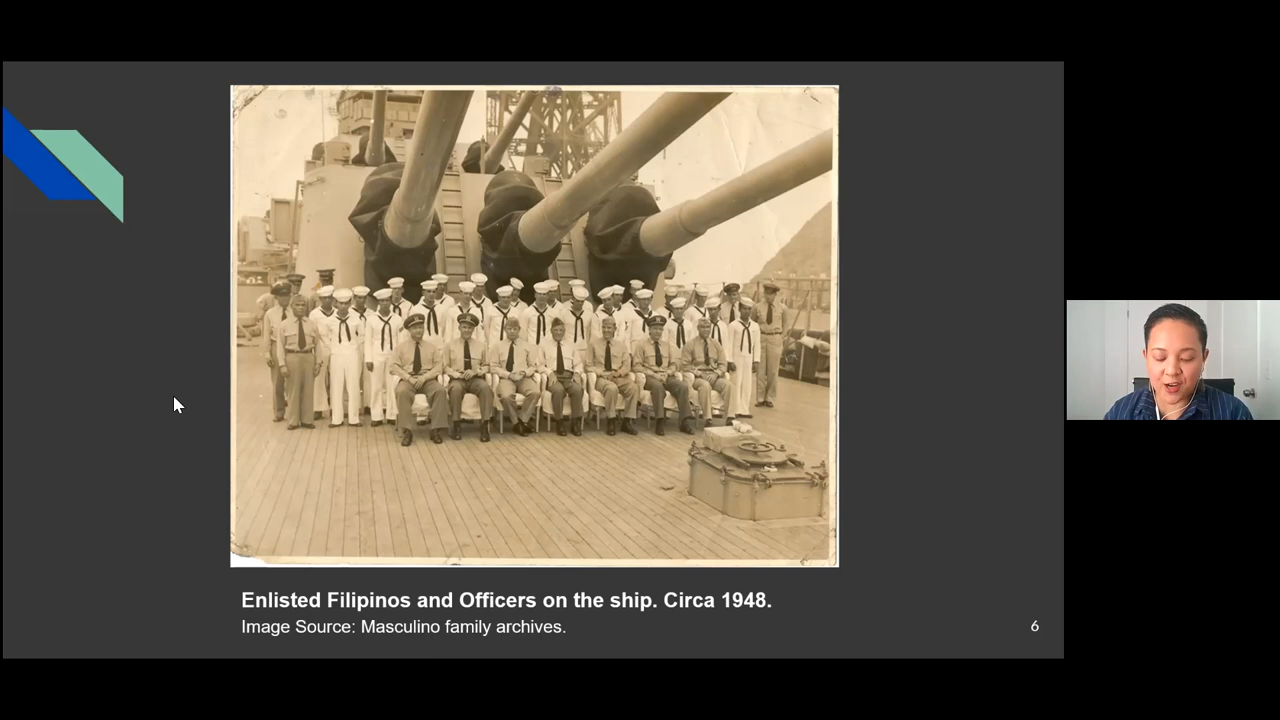 Enlisted Filipinos and Officers on the ship. Circa 1948.
Image Source: Masculino family archives.
6